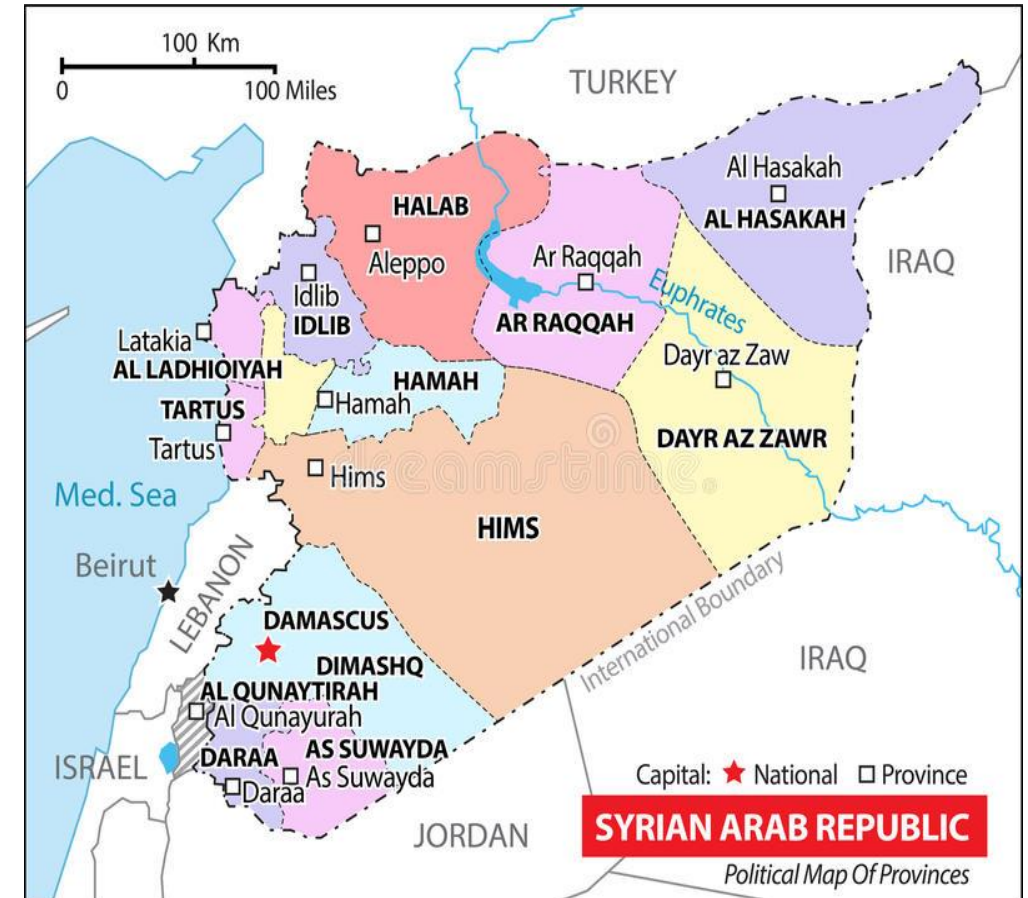 100 Km
0
100 Miles
TURKEY
Al Hasakah
AL HASAKAH
HALAB
Aleppo
Ar Raqqah
IRAQ
Idlib
IDLIB
Euphrates
AR RAQQAH
Latakia
AL LADHIOIYAH
Dayr az Zaw
HAMAH
Hamah
TARTUS
Tartus
DAYR AZ ZAWR
dreamstime.
Hims
Med. Sea
HIMS
Beirut
LEBANON
International Boundary
DAMASCUS
DIMASHQ
IRAQ
AL QUNAYTIRAH
Al Qunayurah
ISRAEL
DARAA
AS SUWAYDA
As Suwayda
Daraa
JORDAN
Capital: National Province
SYRIAN ARAB REPUBLIC
Political Map Of Provinces